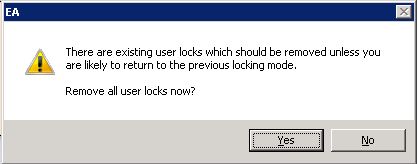 EA
There are existing user locks which should be removed unless you
are likely to return to the previous locking mode.
Remove all user locks now?
Yes
No